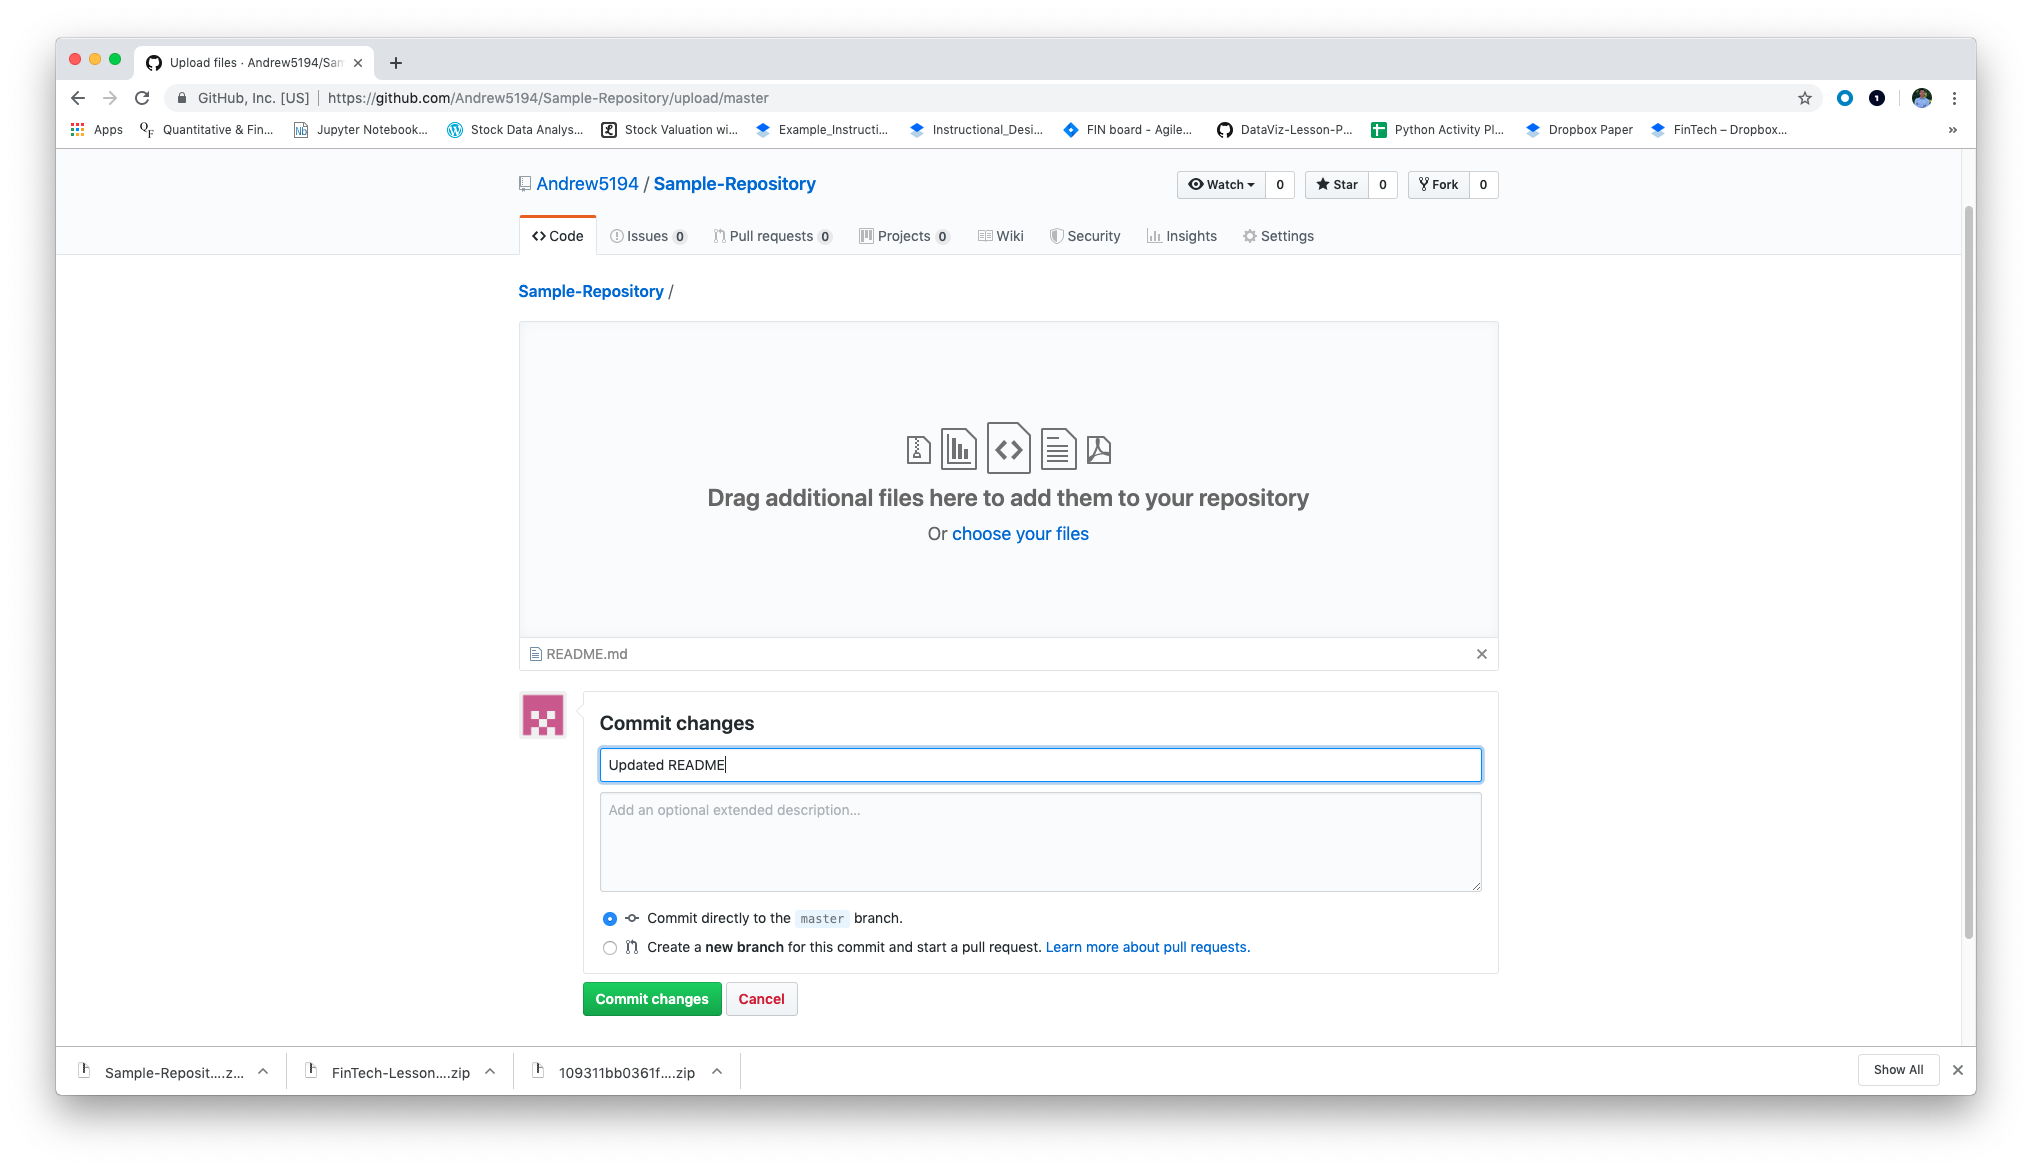 Upload files · Andrew5194/Sam
GitHub, Inc. [US] https://github.com/Andrew5194/Sample-Repository/upload/master
Apps Quantitative & Fin... Jupyter Notebook... Stock Data Analys... Stock Valuation wi... Example_Instructi... Instructional_Desi... FIN board - Agile... DataViz-Lesson-P... Python Activity Pl... Dropbox Paper FinTech – Dropbox... »
Andrew5194 / Sample-Repository Watch 0 Star 0 Fork 0
Code Issues 0 Pull requests 0 Projects 0 Wiki Security Insights Settings
Sample-Repository /
Drag additional files here to add them to your repository
Or choose your files
README.md
Commit changes
Updated README
Add an optional extended description...
Commit directly to the master branch.
Create a new branch for this commit and start a pull request. Learn more about pull requests.
Commit changes Cancel
Sample-Reposit....z... FinTech-Lesson....zip 109311bb0361f....zip Show All